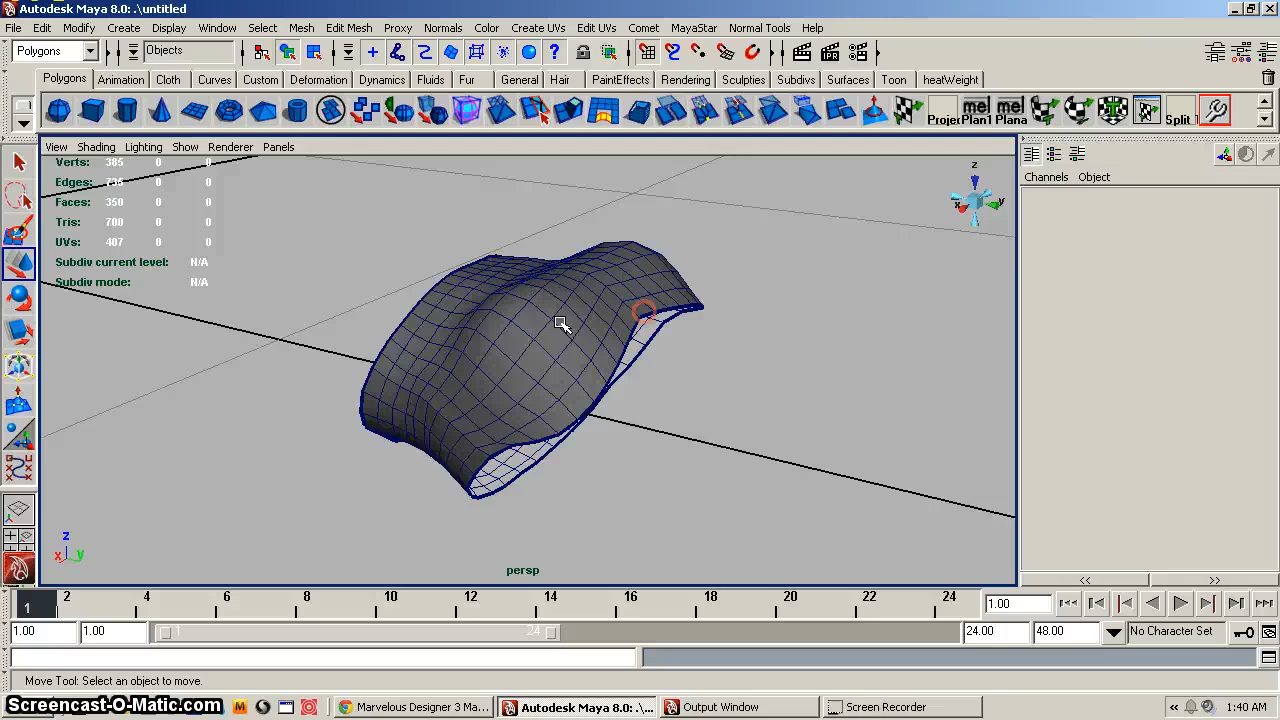 Autodesk Maya 8.0: .\untitled
File Edit Modify Create Display Window Select Mesh Edit Mesh Proxy Normals Color Create UVs Edit UVs Comet MayaStar Normal Tools Help
Polygons Objects
Polygons Animation Cloth Curves Custom Deformation Dynamics Fluids Fur General Hair PaintEffects Rendering Sculpties Subdivs Surfaces Toon heatWeight
Projer mel Plan1 mel Plana Split
View Shading Lighting Show Renderer Panels
Channels Object
Verts: 385 0 0
Edges: 735 0 0
Faces: 350 0 0
Tris: 700 0 0
UVs: 407 0 0
Subdiv current level: N/A
Subdiv mode: N/A
z
x y
z
x y
persp
<< >>
1 2 4 6 8 10 12 14 16 18 20 22 24
1.00
1.00 1.00 1 24 24.00 48.00 No Character Set
Move Tool: Select an object to move.
Screencast-O-Matic.com
Marvelous Designer 3 Ma... Autodesk Maya 8.0: .\... Output Window Screen Recorder « 1:40 AM